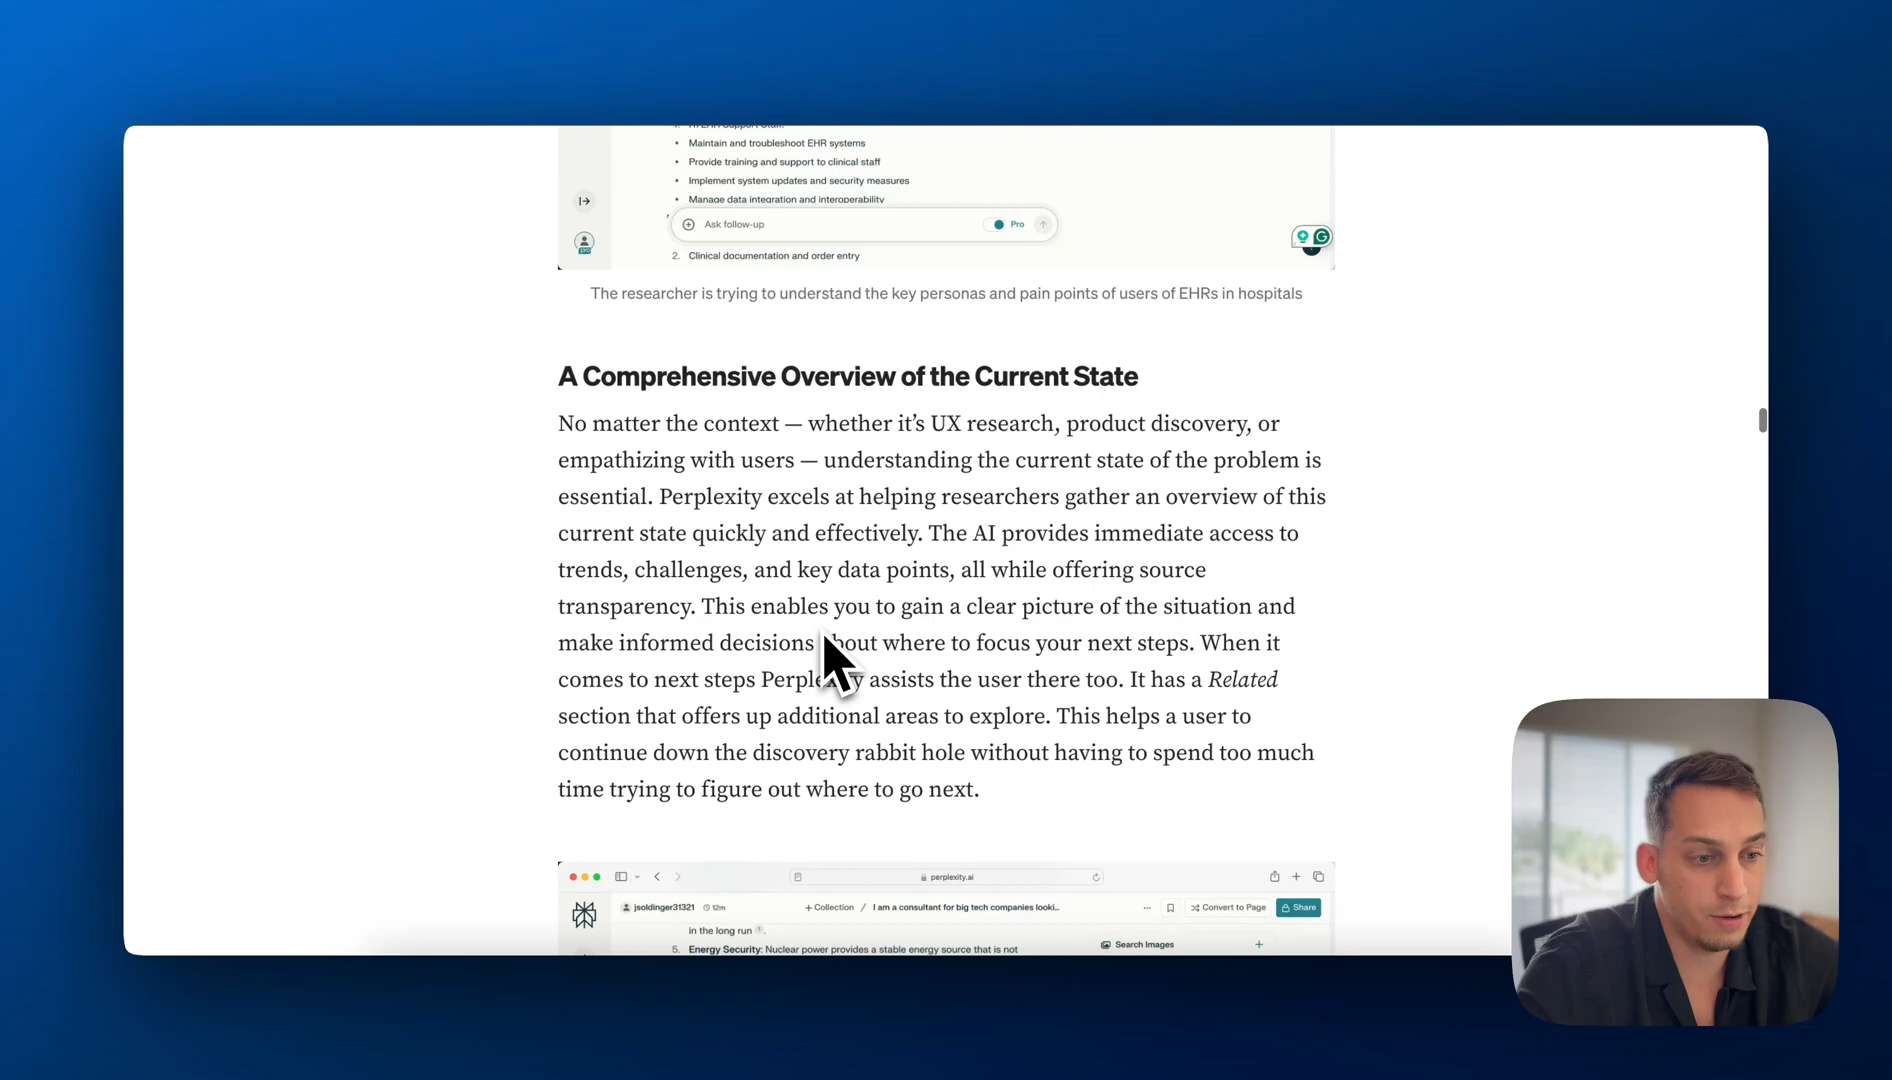 Maintain and troubleshoot EHR systems
Provide training and support to clinical staff
Implement system updates and security measures
Manage data integration and interoperability
Ask follow-up
Pro
2. Clinical documentation and order entry
The researcher is trying to understand the key personas and pain points of users of EHRs in hospitals
A Comprehensive Overview of the Current State
No matter the context — whether it’s UX research, product discovery, or
empathizing with users — understanding the current state of the problem is
essential. Perplexity excels at helping researchers gather an overview of this
current state quickly and effectively. The AI provides immediate access to
trends, challenges, and key data points, all while offering source
transparency. This enables you to gain a clear picture of the situation and
make informed decisions about where to focus your next steps. When it
comes to next steps Perplexity assists the user there too. It has a Related
section that offers up additional areas to explore. This helps a user to
continue down the discovery rabbit hole without having to spend too much
time trying to figure out where to go next.
perplexity.ai
jsoldinger31321 12m
+ Collection / I am a consultant for big tech companies looki...
Convert to Page
Share
in the long run
Search Images
5. Energy Security: Nuclear power provides a stable energy source that is not